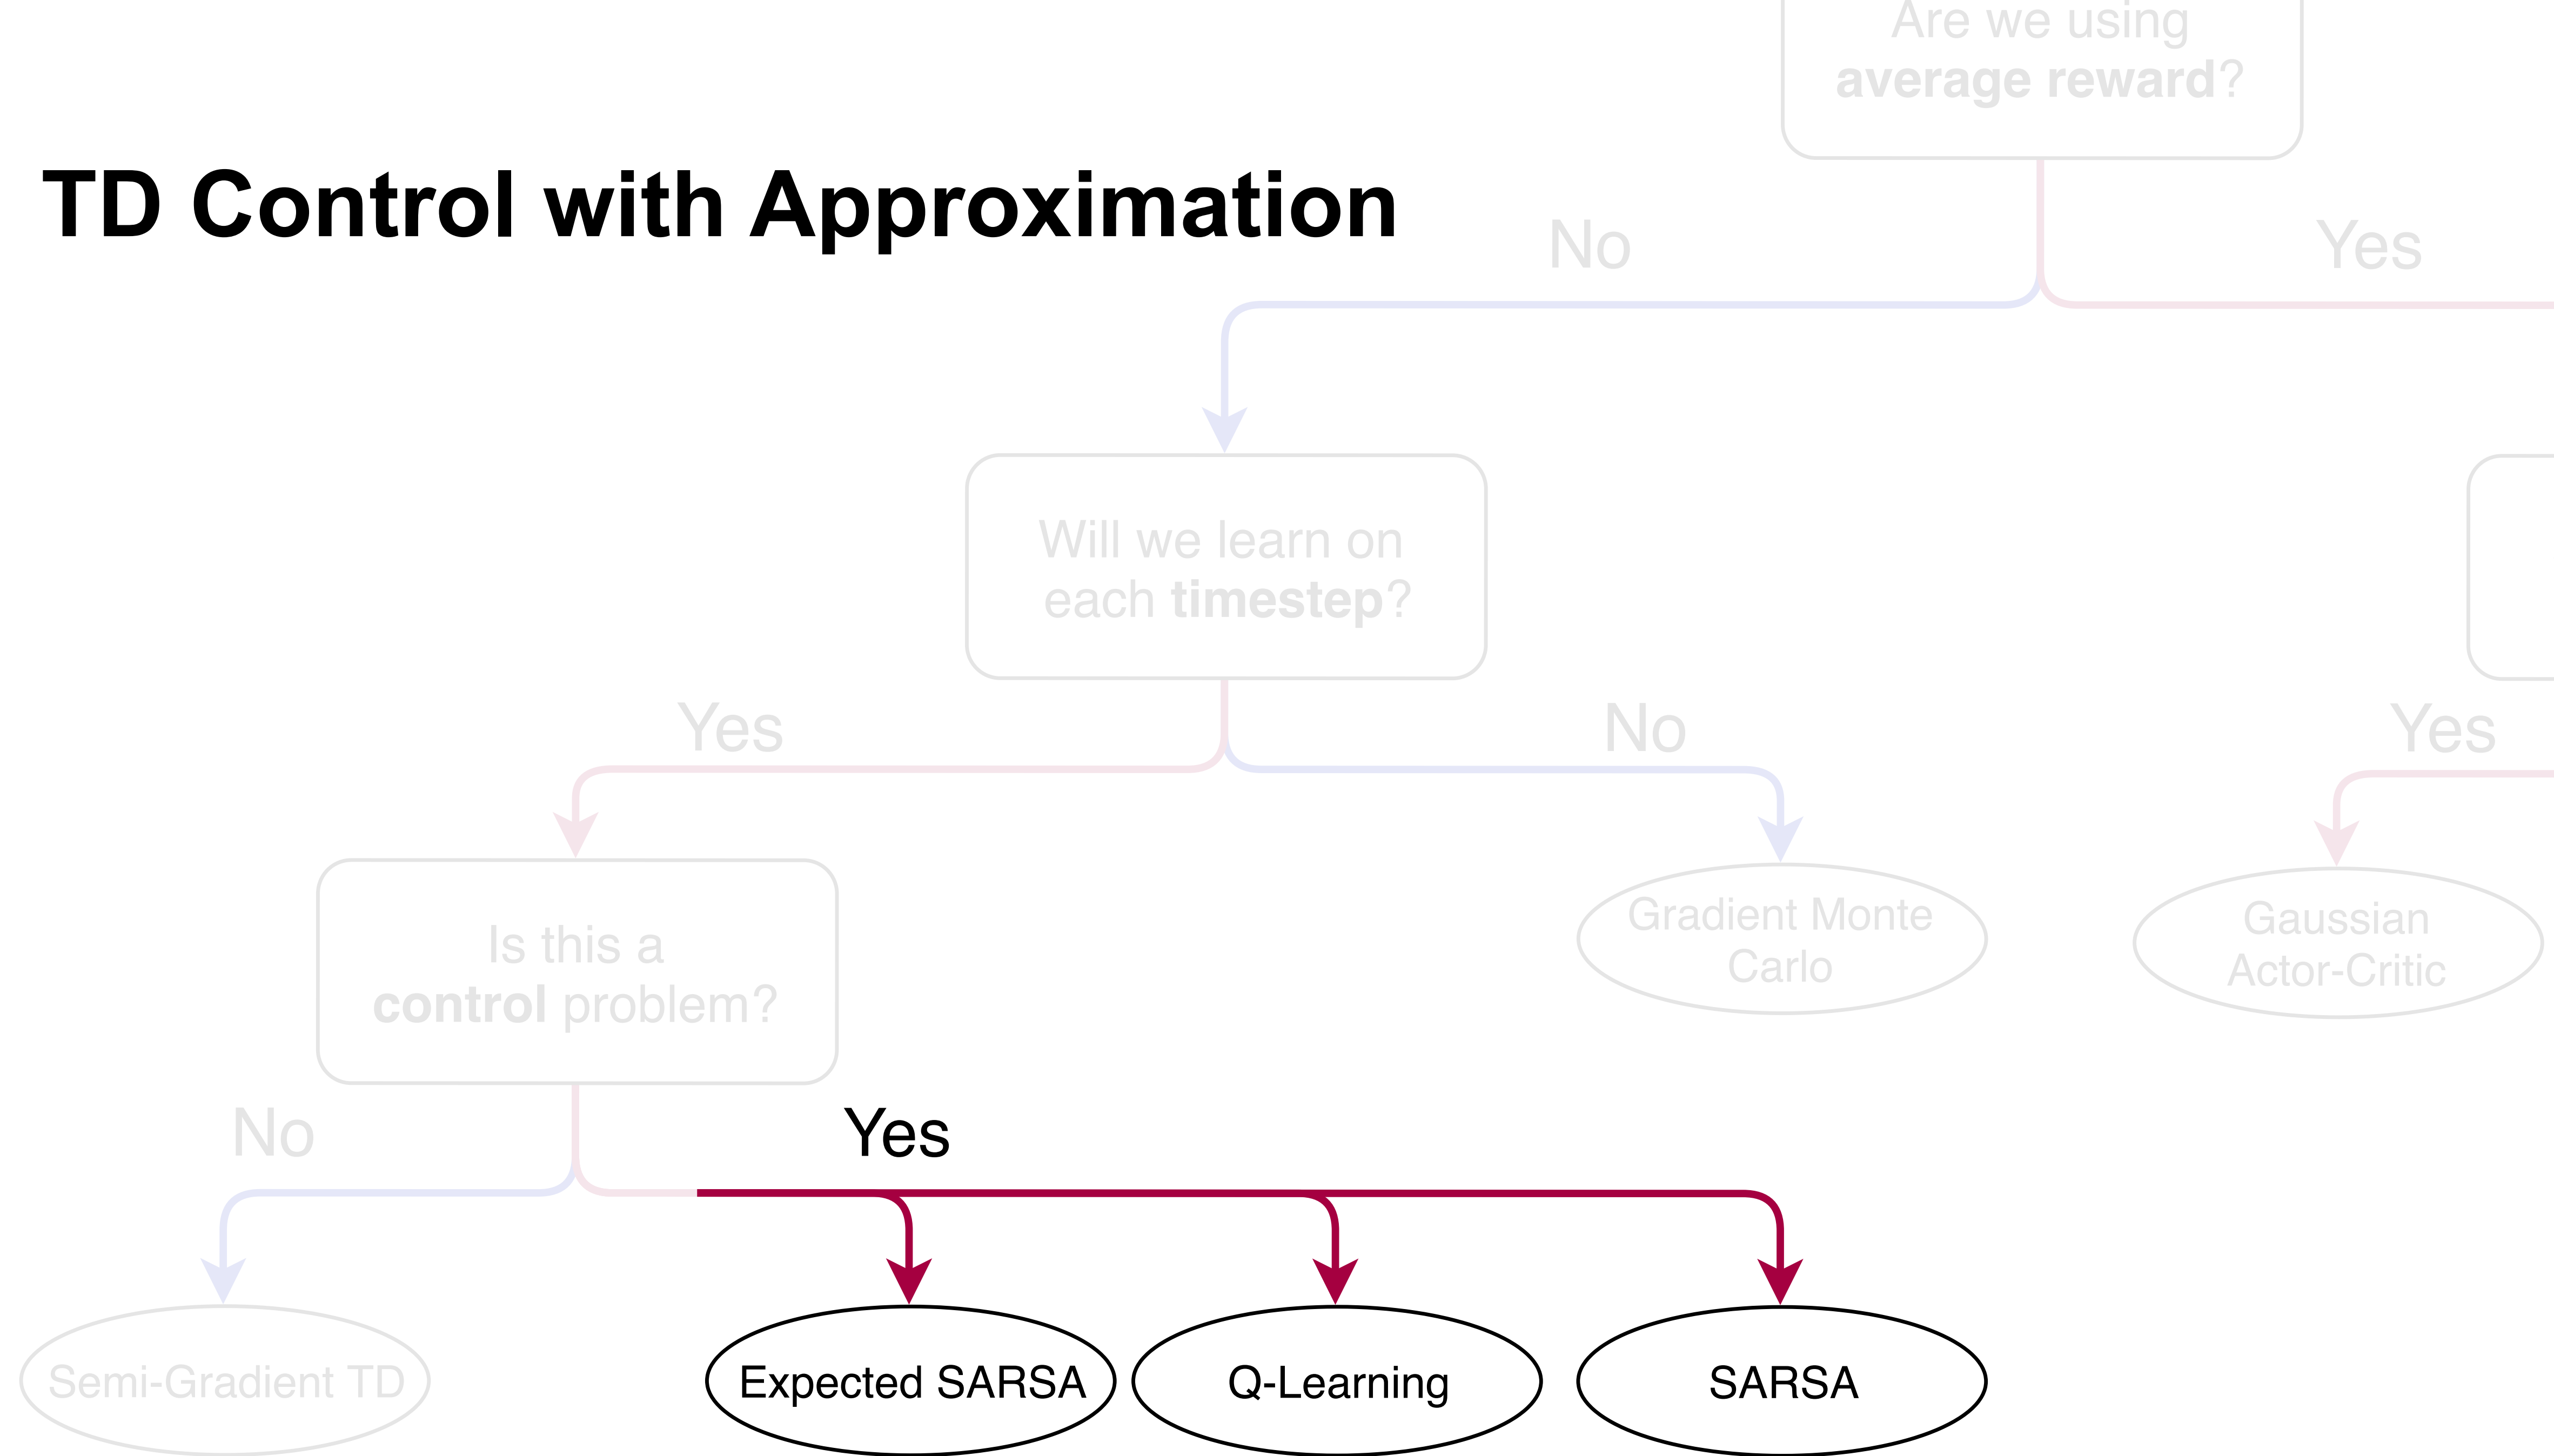 Are we using
average reward?
TD Control with Approximation
No
Yes
Will we learn on
each timestep?
Yes
No
Yes
Is this a
control problem?
Gradient Monte
Carlo
Gaussian
Actor-Critic
No
Yes
Semi-Gradient TD
Expected SARSA
Q-Learning
SARSA